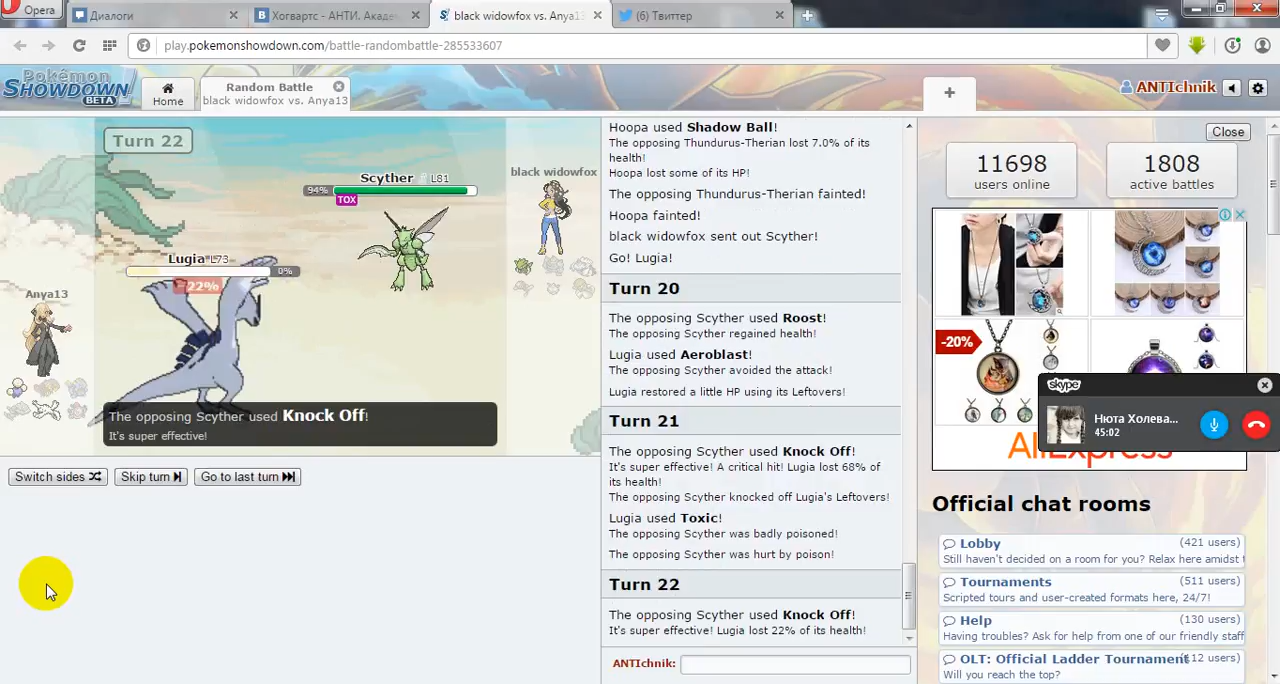 Opera
Диалоги
Хогвартс - АНТИ. Акаде
black widowfox vs. Anya13
(6) Твиттер
play.pokemonshowdown.com/battle-randombattle-285533607
Pokémon
Showdown
BETA
Home
Random Battle
black widowfox vs. Anya13
ANTIchnik
Turn 22
Scyther L81
94%
TOX
black widowfox
Lugia L73
0%
-22%
Anya13
The opposing Scyther used Knock Off!
It's super effective!
Switch sides
Skip turn
Go to last turn
Hoopa used Shadow Ball!
The opposing Thundurus-Therian lost 7.0% of its
health!
Hoopa lost some of its HP!
The opposing Thundurus-Therian fainted!
Hoopa fainted!
black widowfox sent out Scyther!
Go! Lugia!
Turn 20
The opposing Scyther used Roost!
The opposing Scyther regained health!
Lugia used Aeroblast!
The opposing Scyther avoided the attack!
Lugia restored a little HP using its Leftovers!
Turn 21
The opposing Scyther used Knock Off!
It's super effective! A critical hit! Lugia lost 68% of
its health!
The opposing Scyther knocked off Lugia's Leftovers!
Lugia used Toxic!
The opposing Scyther was badly poisoned!
The opposing Scyther was hurt by poison!
Turn 22
The opposing Scyther used Knock Off!
It's super effective! Lugia lost 22% of its health!
ANTIchnik:
Close
11698
users online
1808
active battles
-20%
AliExpress
skype
Нюта Холева...
45:02
Official chat rooms
Lobby
(421 users)
Still haven't decided on a room for you? Relax here amidst
Tournaments
(511 users)
Scripted tours and user-created formats here, 24/7!
Help
(130 users)
Having troubles? Ask for help from one of our friendly staff
OLT: Official Ladder Tournament
12 users)
Will you reach the top?